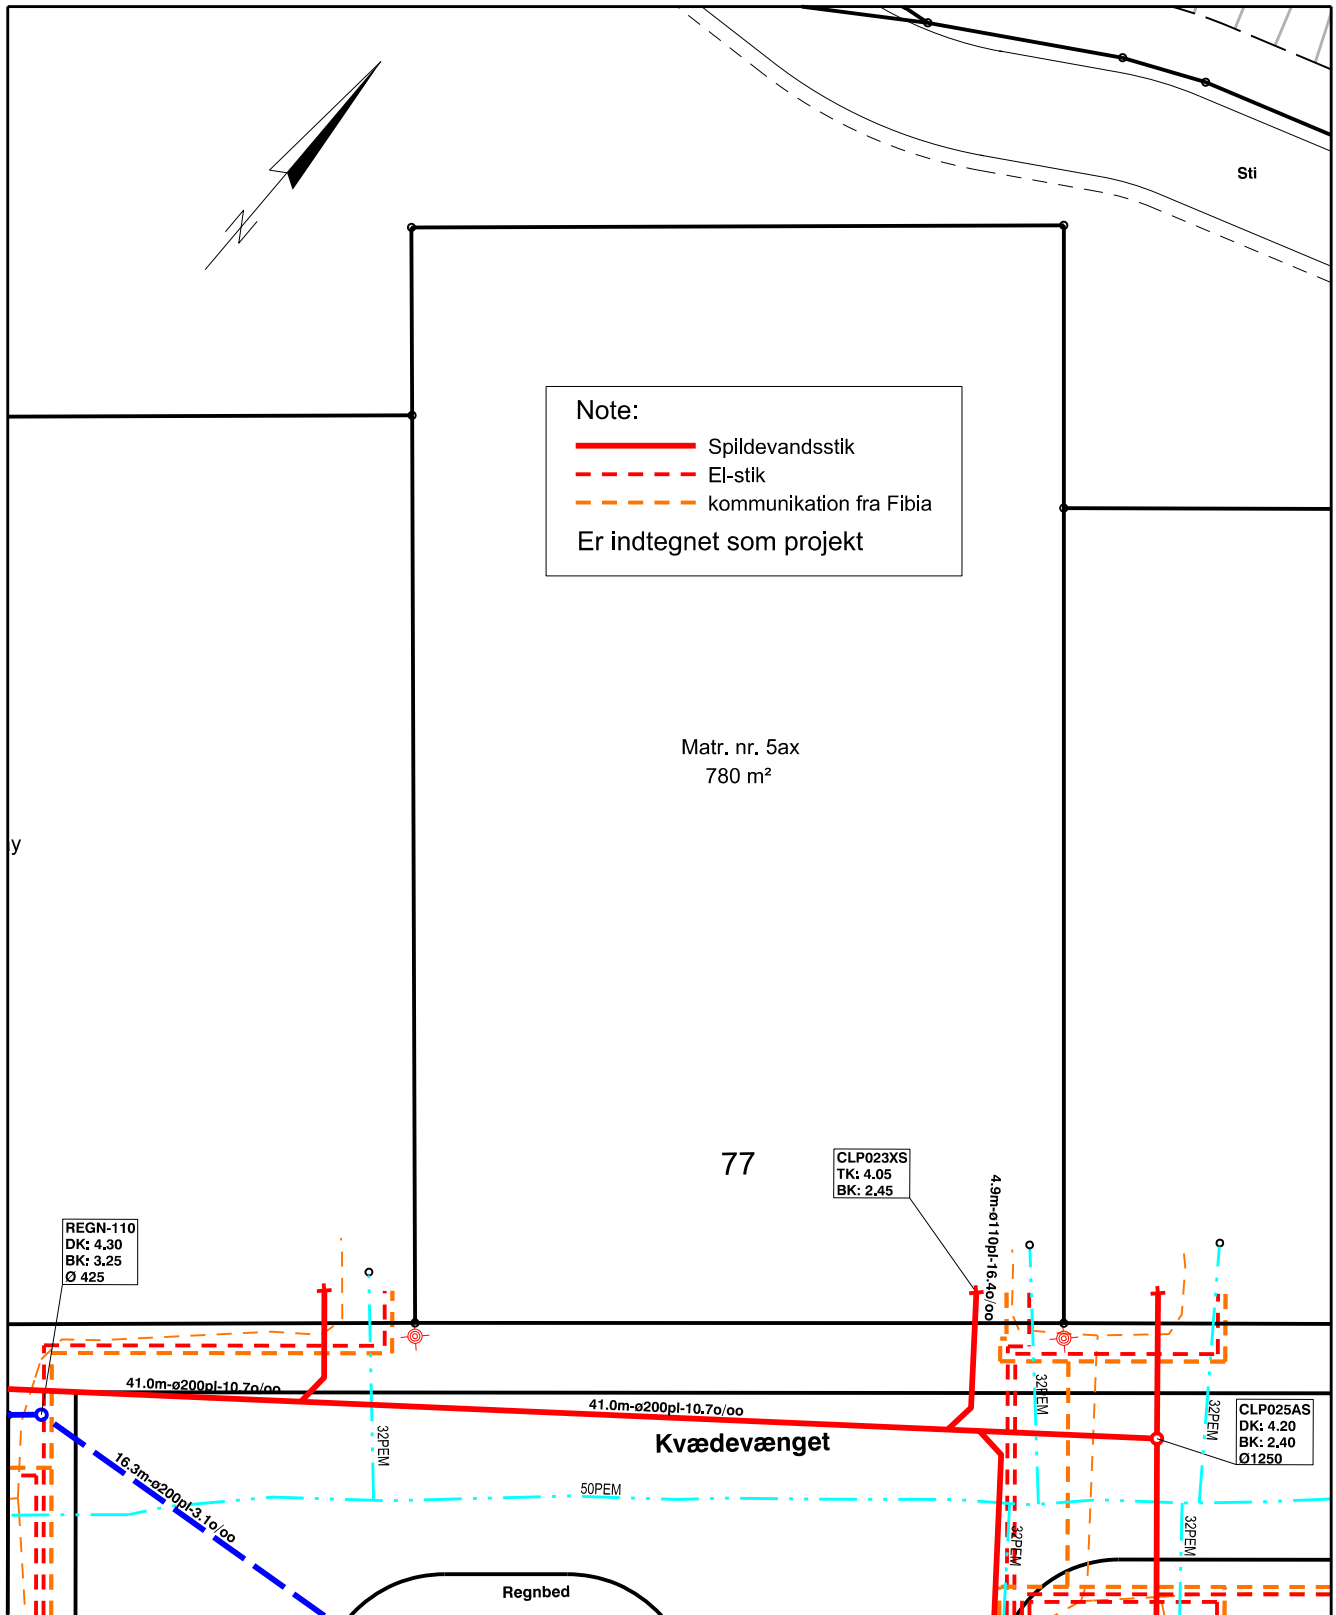 N
Sti
Note:
Spildevandsstik
El-stik
kommunikation fra Fibia
Er indtegnet som projekt
Matr. nr. 5ax
780 m²
y
77
CLP023XS
TK: 4.05
BK: 2.45
4.9m-ø110pl-16.4o/oo
REGN-110
DK: 4.30
BK: 3.25
Ø 425
41.0m-ø200pl-10.7o/oo
41.0m-ø200pl-10.7o/oo
32PEM
32PEM
CLP025AS
DK: 4.20
BK: 2.40
Ø1250
Kvædevænget
32PEM
16.3m-ø200pl-3.1o/oo
50PEM
32PEM
32PEM
Regnbed